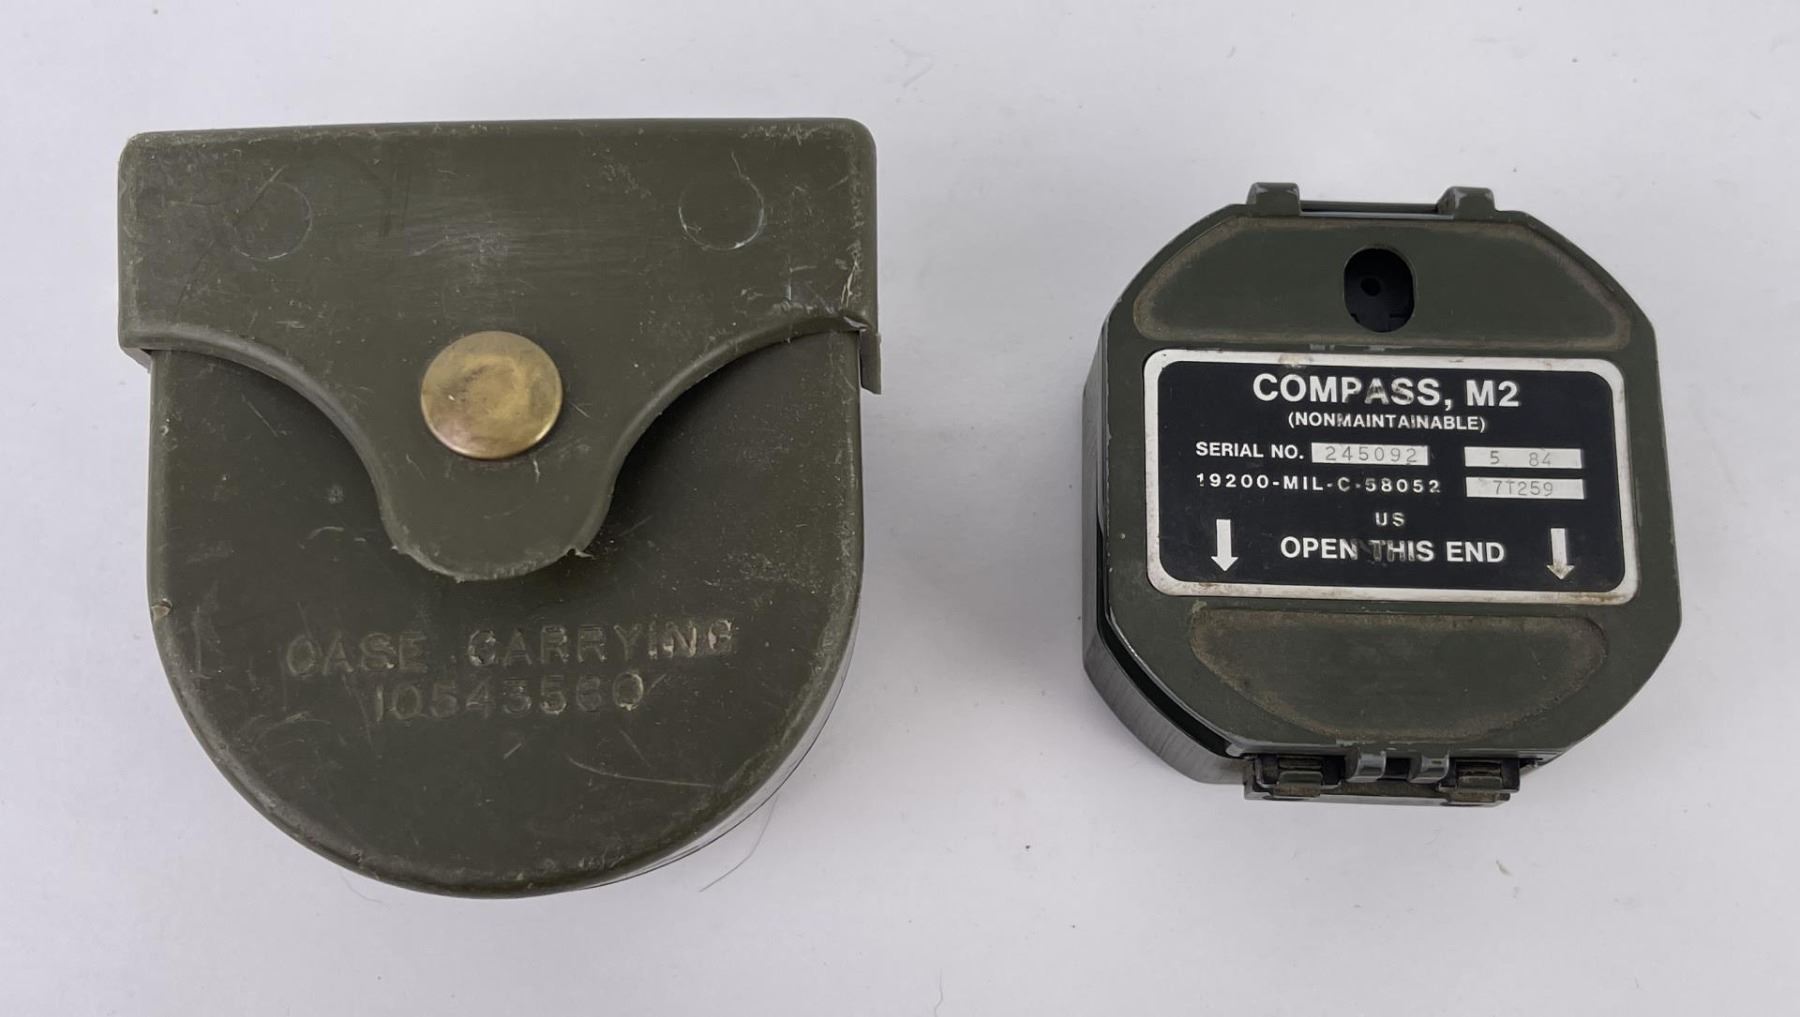 CASE CARRYING
10543560
COMPASS, M2
(NONMAINTAINABLE)
SERIAL NO. 245092 5 84
19200-MIL-C-58052 7T259
US
OPEN THIS END